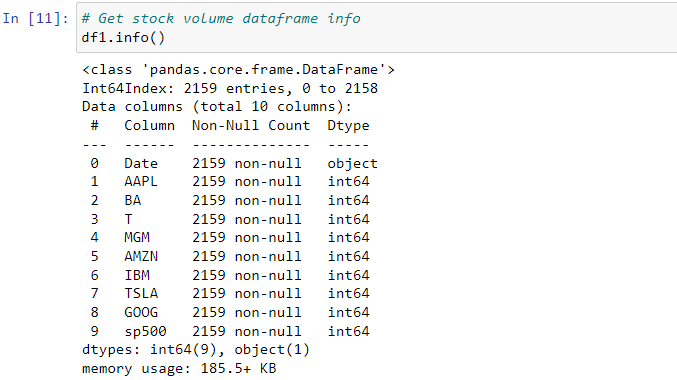 In [11]: # Get stock volume dataframe info
df1.info()
<class 'pandas.core.frame.DataFrame'>
Int64Index: 2159 entries, 0 to 2158
Data columns (total 10 columns):
 #   Column  Non-Null Count  Dtype
---  ------  --------------  -----
 0   Date    2159 non-null   object
 1   AAPL    2159 non-null   int64
 2   BA      2159 non-null   int64
 3   T       2159 non-null   int64
 4   MGM     2159 non-null   int64
 5   AMZN    2159 non-null   int64
 6   IBM     2159 non-null   int64
 7   TSLA    2159 non-null   int64
 8   GOOG    2159 non-null   int64
 9   sp500   2159 non-null   int64
dtypes: int64(9), object(1)
memory usage: 185.5+ KB